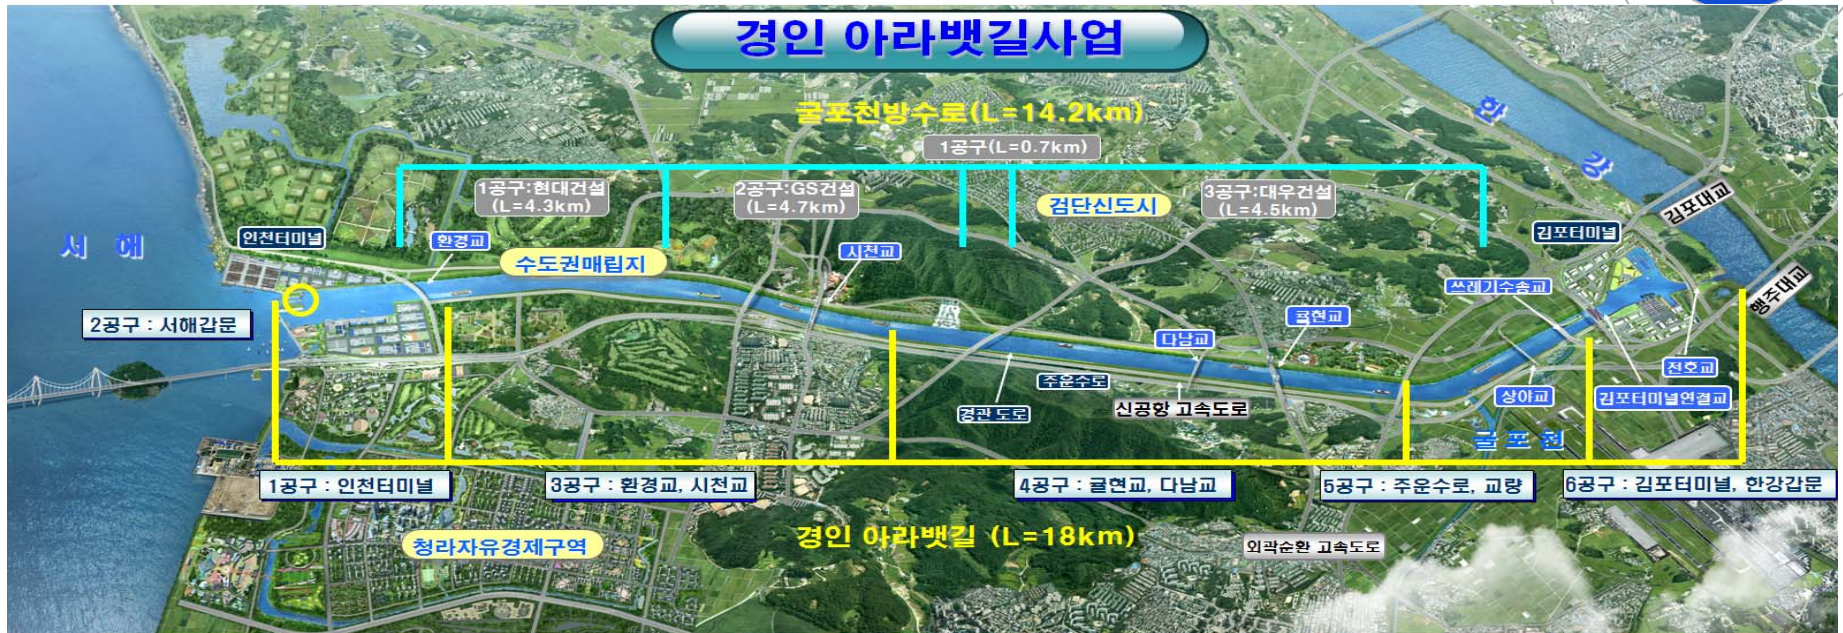 경인 아라뱃길사업
굴포천방수로(L=14.2km)
1공구(L=0.7km)
한강
1공구:현대건설
(L=4.3km)
2공구:GS건설
(L=4.7km)
검단신도시
3공구:대우건설
(L=4.5km)
김포대교
서 해
인천터미널
환경교
수도권매립지
시천교
김포터미널
쓰레기수송교
행주대교
2공구 : 서해갑문
귤현교
다남교
주운수로
경관 도로
신공항 고속도로
전호교
상야교
김포터미널연결교
굴 포 천
1공구 : 인천터미널
3공구 : 환경교, 시천교
4공구 : 귤현교, 다남교
5공구 : 주운수로, 교량
6공구 : 김포터미널, 한강갑문
청라자유경제구역
경인 아라뱃길 (L=18km)
외곽순환 고속도로